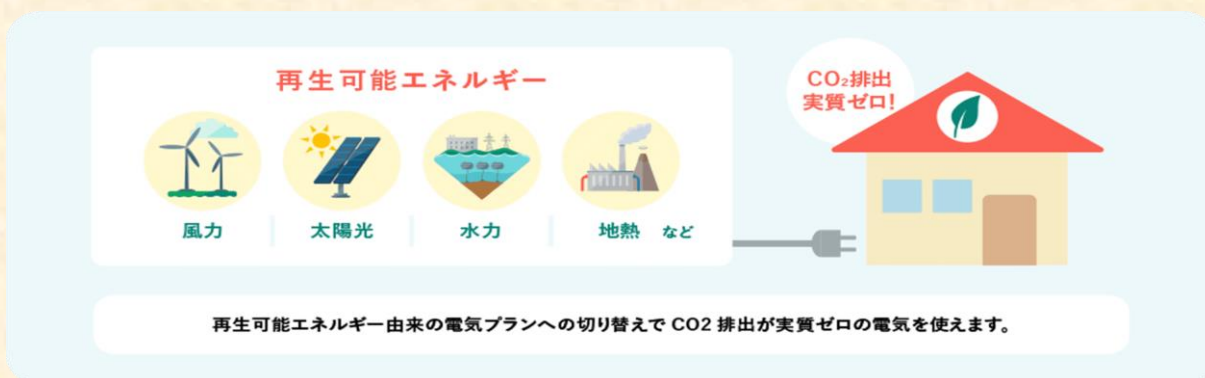 再生可能エネルギー
CO₂排出
実質ゼロ!
風力
太陽光
水力
地熱 など
再生可能エネルギー由来の電気プランへの切り替えで CO2 排出が実質ゼロの電気を使えます。